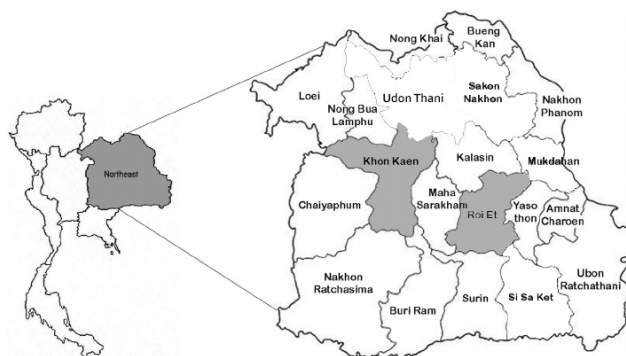 Northeast
Nong Khai
Bueng
Kan
Loei
Nong Bua
Lamphu
Udon Thani
Sakon
Nakhon
Nakhon
Phanom
Khon Kaen
Kalasin
Mukdahan
Chaiyaphum
Maha
Sarakham
Roi Et
Yaso
thon
Amnat
Charoen
Nakhon
Ratchasima
Buri Ram
Surin
Si Sa Ket
Ubon
Ratchathani